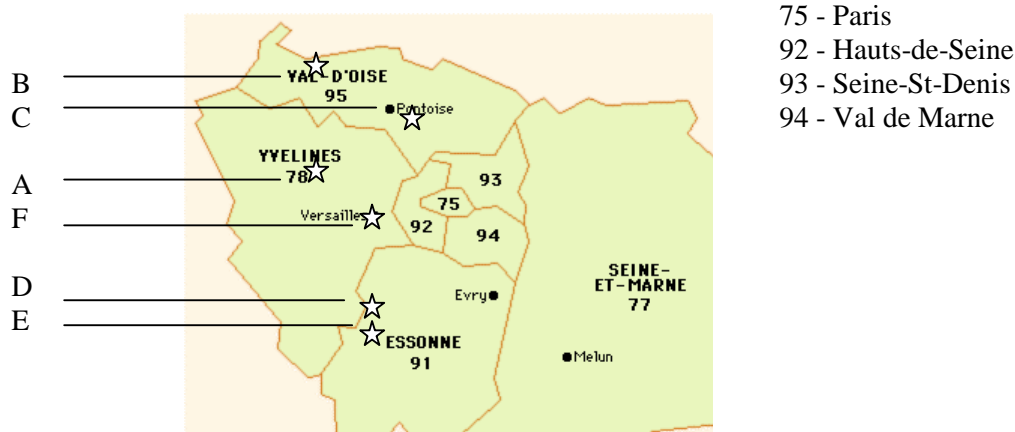 75 - Paris
92 - Hauts-de-Seine
93 - Seine-St-Denis
94 - Val de Marne
B
C
A
F
D
E
VAL D'OISE
95
Pontoise
YVELINES
78
93
75
Versailles
92
94
SEINE-
ET-MARNE
77
Evry
ESSONNE
91
Melun